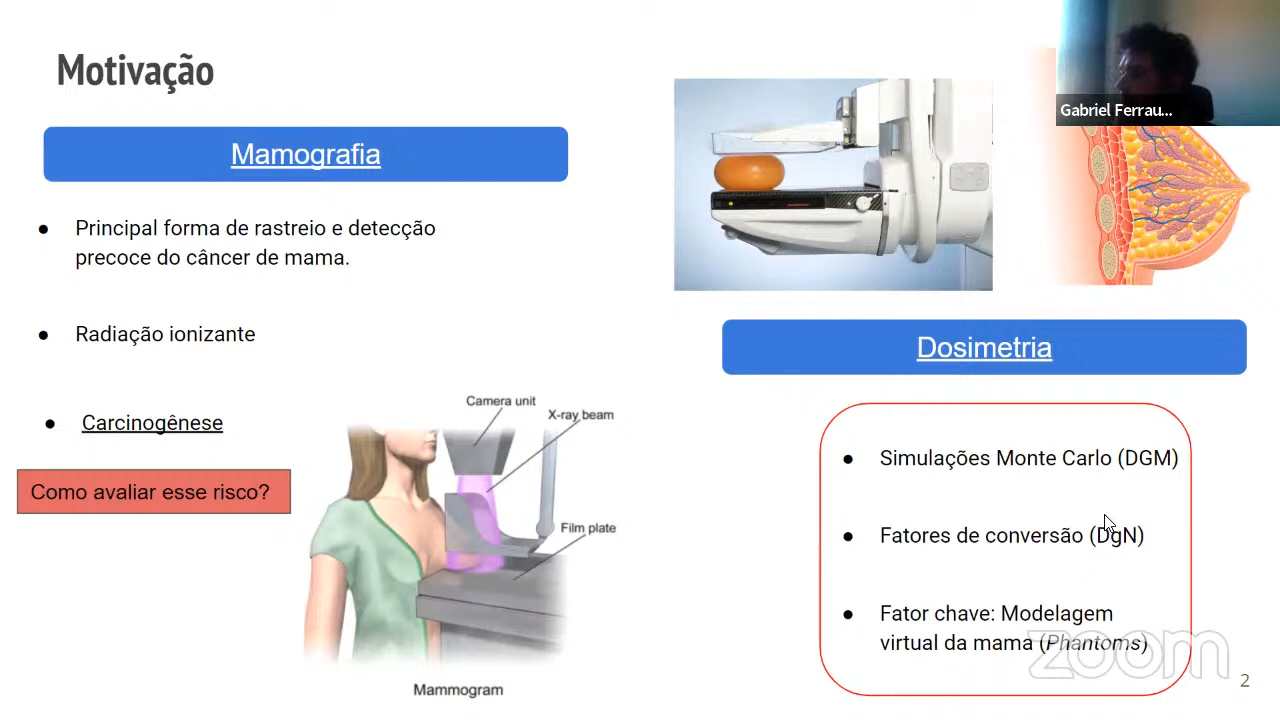 Motivação
Mamografia
● Principal forma de rastreio e detecção
precoce do câncer de mama.
● Radiação ionizante
● Carcinogênese
Como avaliar esse risco?
Camera unit
X-ray beam
Film plate
Mammogram
Gabriel Ferrau...
Dosimetria
● Simulações Monte Carlo (DGM)
● Fatores de conversão (DgN)
● Fator chave: Modelagem
virtual da mama (Phantoms)
zoom
2